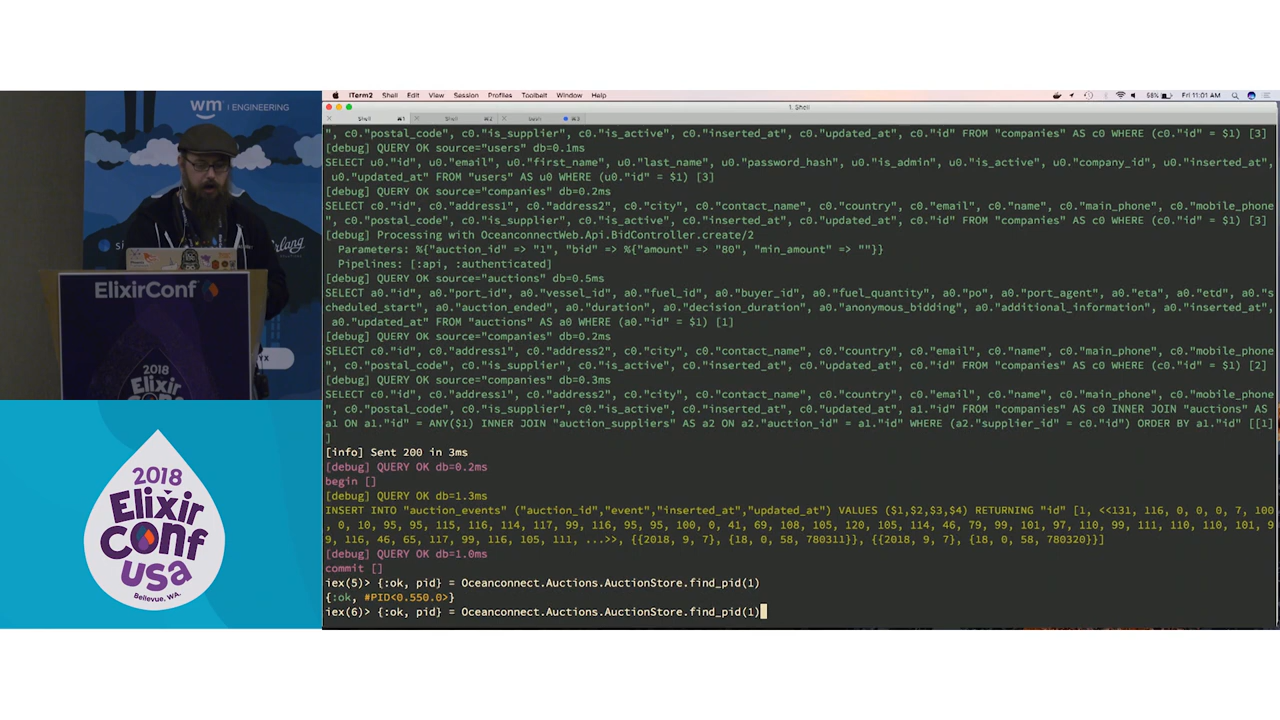 wm | ENGINEERING
ElixirConf
2018
Elixir
2018
Elixir
Conf
USA
Bellevue, WA.
iTerm2 Shell Edit View Session Profiles Toolbelt Window Help
58%
Fri 11:01 AM
1. Shell
Shell ⌘1 Shell ⌘2 bash ⌘3
", c0."postal_code", c0."is_supplier", c0."is_active", c0."inserted_at", c0."updated_at", c0."id" FROM "companies" AS c0 WHERE (c0."id" = $1) [3]
[debug] QUERY OK source="users" db=0.1ms
SELECT u0."id", u0."email", u0."first_name", u0."last_name", u0."password_hash", u0."is_admin", u0."is_active", u0."company_id", u0."inserted_at",
u0."updated_at" FROM "users" AS u0 WHERE (u0."id" = $1) [3]
[debug] QUERY OK source="companies" db=0.2ms
SELECT c0."id", c0."address1", c0."address2", c0."city", c0."contact_name", c0."country", c0."email", c0."name", c0."main_phone", c0."mobile_phone
", c0."postal_code", c0."is_supplier", c0."is_active", c0."inserted_at", c0."updated_at", c0."id" FROM "companies" AS c0 WHERE (c0."id" = $1) [3]
[debug] Processing with OceanconnectWeb.Api.BidController.create/2
Parameters: %{"auction_id" => "1", "bid" => %{"amount" => "80", "min_amount" => ""}}
Pipelines: [:api, :authenticated]
[debug] QUERY OK source="auctions" db=0.5ms
SELECT a0."id", a0."port_id", a0."vessel_id", a0."fuel_id", a0."buyer_id", a0."fuel_quantity", a0."po", a0."port_agent", a0."eta", a0."etd", a0."s
cheduled_start", a0."auction_ended", a0."duration", a0."decision_duration", a0."anonymous_bidding", a0."additional_information", a0."inserted_at",
a0."updated_at" FROM "auctions" AS a0 WHERE (a0."id" = $1) [1]
[debug] QUERY OK source="companies" db=0.2ms
SELECT c0."id", c0."address1", c0."address2", c0."city", c0."contact_name", c0."country", c0."email", c0."name", c0."main_phone", c0."mobile_phone
", c0."postal_code", c0."is_supplier", c0."is_active", c0."inserted_at", c0."updated_at", c0."id" FROM "companies" AS c0 WHERE (c0."id" = $1) [2]
[debug] QUERY OK source="companies" db=0.3ms
SELECT c0."id", c0."address1", c0."address2", c0."city", c0."contact_name", c0."country", c0."email", c0."name", c0."main_phone", c0."mobile_phone
", c0."postal_code", c0."is_supplier", c0."is_active", c0."inserted_at", c0."updated_at", a1."id" FROM "companies" AS c0 INNER JOIN "auctions" AS
a1 ON a1."id" = ANY($1) INNER JOIN "auction_suppliers" AS a2 ON a2."auction_id" = a1."id" WHERE (a2."supplier_id" = c0."id") ORDER BY a1."id" [[1]
]
[info] Sent 200 in 3ms
[debug] QUERY OK db=0.2ms
begin []
[debug] QUERY OK db=1.3ms
INSERT INTO "auction_events" ("auction_id","event","inserted_at","updated_at") VALUES ($1,$2,$3,$4) RETURNING "id" [1, <<131, 116, 0, 0, 0, 7, 100
, 0, 10, 95, 95, 115, 116, 114, 117, 99, 116, 95, 95, 100, 0, 41, 69, 108, 105, 120, 105, 114, 46, 79, 99, 101, 97, 110, 99, 111, 110, 110, 101, 9
9, 116, 46, 65, 117, 99, 116, 105, 111, ...>>, {{2018, 9, 7}, {18, 0, 58, 780311}}, {{2018, 9, 7}, {18, 0, 58, 780320}}]
[debug] QUERY OK db=1.0ms
commit []
iex(5)> {:ok, pid} = Oceanconnect.Auctions.AuctionStore.find_pid(1)
{:ok, #PID<0.550.0>}
iex(6)> {:ok, pid} = Oceanconnect.Auctions.AuctionStore.find_pid(1)